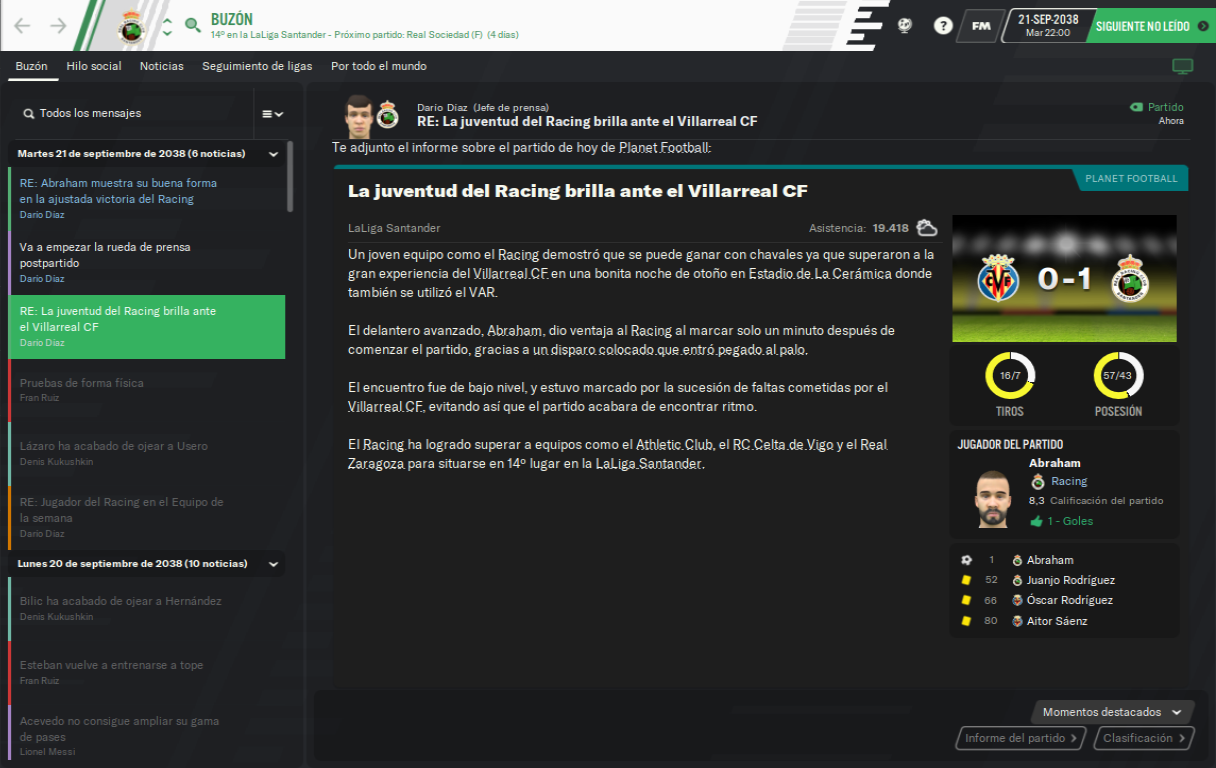 BUZÓN
14º en la LaLiga Santander - Próximo partido: Real Sociedad (F) (4 días)
?
FM
21-SEP-2038
Mar 22:00
SIGUIENTE NO LEÍDO
Buzón
Hilo social
Noticias
Seguimiento de ligas
Por todo el mundo
Todos los mensajes
Martes 21 de septiembre de 2038 (6 noticias)
RE: Abraham muestra su buena forma
en la ajustada victoria del Racing
Darío Díaz
Va a empezar la rueda de prensa
postpartido
Darío Díaz
RE: La juventud del Racing brilla ante
el Villarreal CF
Darío Díaz
Pruebas de forma física
Fran Ruiz
Lázaro ha acabado de ojear a Usero
Denis Kukushkin
RE: Jugador del Racing en el Equipo de
la semana
Darío Díaz
Lunes 20 de septiembre de 2038 (10 noticias)
Bilic ha acabado de ojear a Hernández
Denis Kukushkin
Esteban vuelve a entrenarse a tope
Fran Ruiz
Acevedo no consigue ampliar su gama
de pases
Lionel Messi
Darío Díaz (Jefe de prensa)
RE: La juventud del Racing brilla ante el Villarreal CF
Partido
Ahora
Te adjunto el informe sobre el partido de hoy de Planet Football:
PLANET FOOTBALL
La juventud del Racing brilla ante el Villarreal CF
LaLiga Santander
Asistencia: 19.418
Un joven equipo como el Racing demostró que se puede ganar con chavales ya que superaron a la
gran experiencia del Villarreal CF en una bonita noche de otoño en Estadio de La Cerámica donde
también se utilizó el VAR.
El delantero avanzado, Abraham, dio ventaja al Racing al marcar solo un minuto después de
comenzar el partido, gracias a un disparo colocado que entró pegado al palo.
El encuentro fue de bajo nivel, y estuvo marcado por la sucesión de faltas cometidas por el
Villarreal CF, evitando así que el partido acabara de encontrar ritmo.
El Racing ha logrado superar a equipos como el Athletic Club, el RC Celta de Vigo y el Real
Zaragoza para situarse en 14º lugar en la LaLiga Santander.
0-1
16/7
TIROS
57/43
POSESIÓN
JUGADOR DEL PARTIDO
Abraham
Racing
8,3 Calificación del partido
1 - Goles
1 Abraham
52 Juanjo Rodríguez
66 Óscar Rodríguez
80 Aitor Sáenz
Momentos destacados
Informe del partido
Clasificación